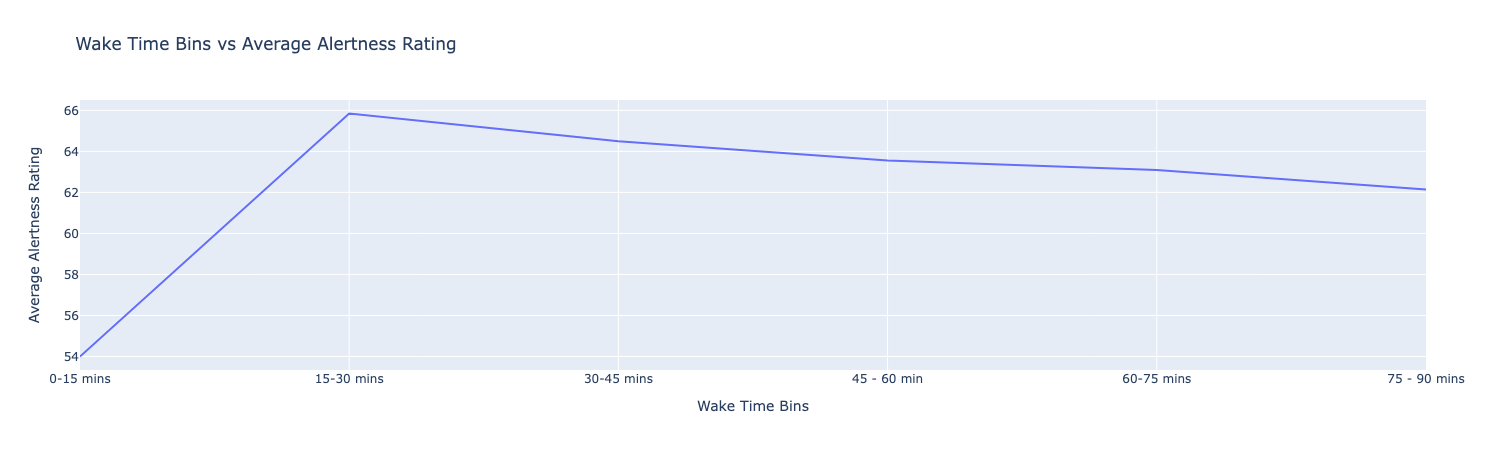 Wake Time Bins vs Average Alertness Rating
Average Alertness Rating
66
64
62
60
58
56
54
0-15 mins
15-30 mins
30-45 mins
45 - 60 min
60-75 mins
75 - 90 mins
Wake Time Bins